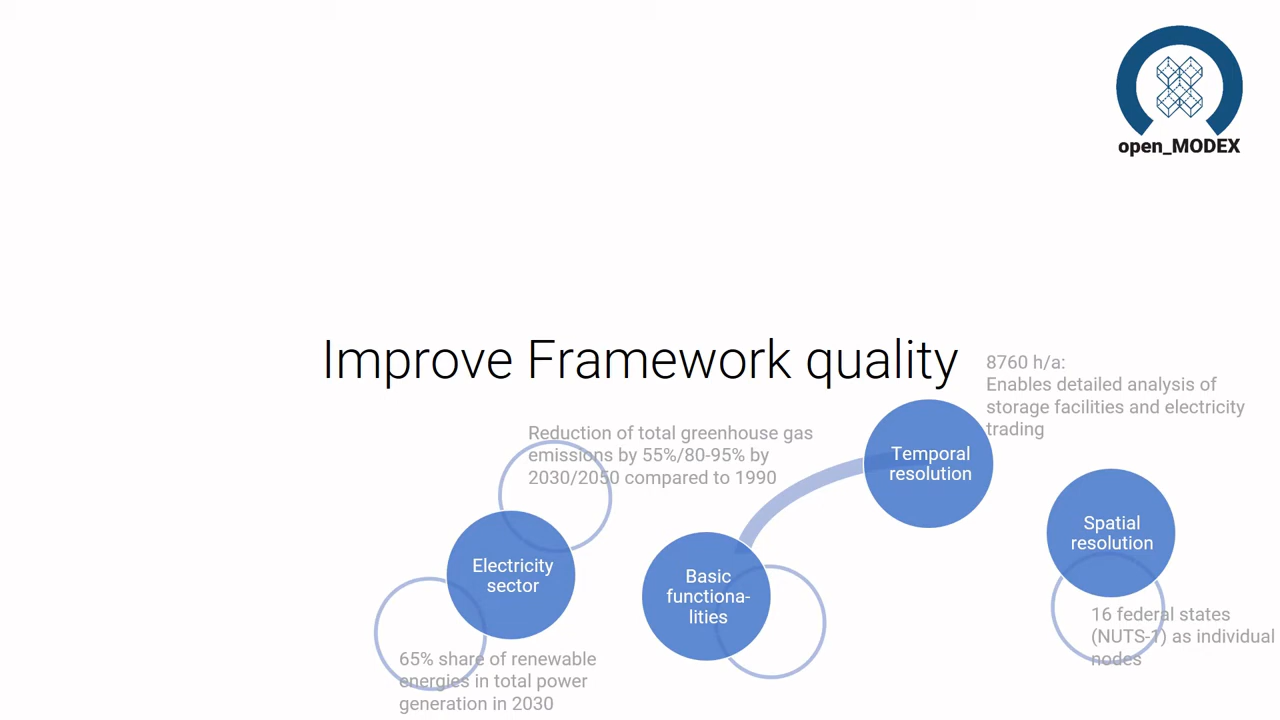 open_MODEX
Improve Framework quality
8760 h/a:
Enables detailed analysis of
storage facilities and electricity
trading
Reduction of total greenhouse gas
emissions by 55%/80-95% by
2030/2050 compared to 1990
Temporal
resolution
Spatial
resolution
Electricity
sector
Basic
functiona-
lities
16 federal states
(NUTS-1) as individual
nodes
65% share of renewable
energies in total power
generation in 2030